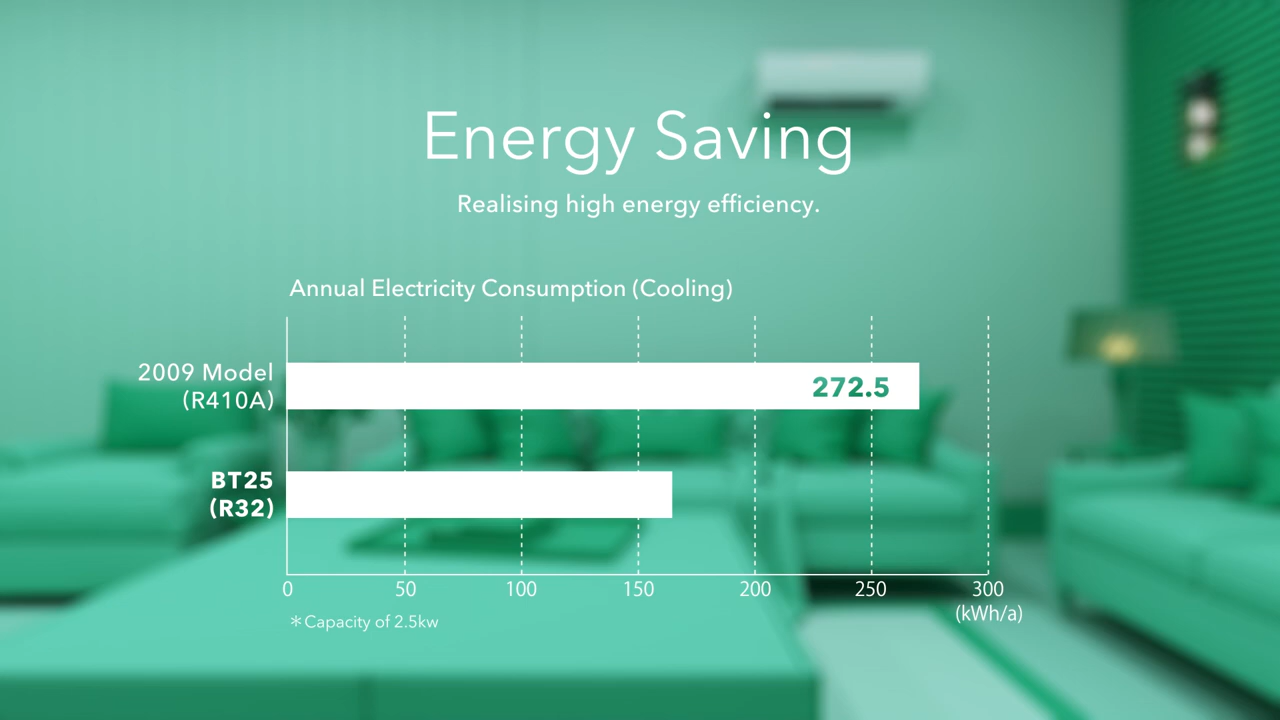 Energy Saving
Realising high energy efficiency.
Annual Electricity Consumption (Cooling)
2009 Model
(R410A)
272.5
BT25
(R32)
0 50 100 150 200 250 300
(kWh/a)
＊Capacity of 2.5kw